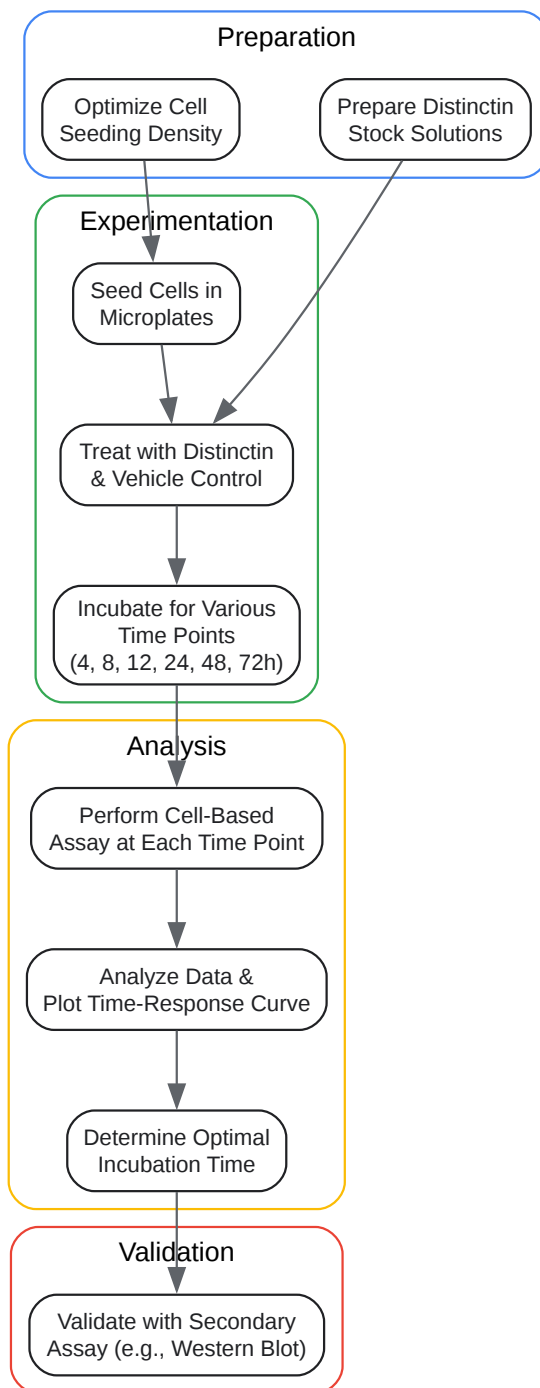 Preparation
Optimize Cell
Seeding Density
Prepare Distinctin
Stock Solutions
Experimentation
Seed Cells in
Microplates
Treat with Distinctin
& Vehicle Control
Incubate for Various
Time Points
(4, 8, 12, 24, 48, 72h)
Analysis
Perform Cell-Based
Assay at Each Time Point
Analyze Data &
Plot Time-Response Curve
Determine Optimal
Incubation Time
Validation
Validate with Secondary
Assay (e.g., Western Blot)